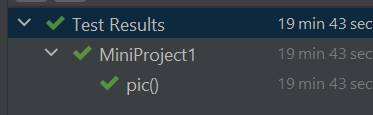 Test Results 19 min 43 sec
MiniProject1 19 min 43 sec
pic() 19 min 43 sec